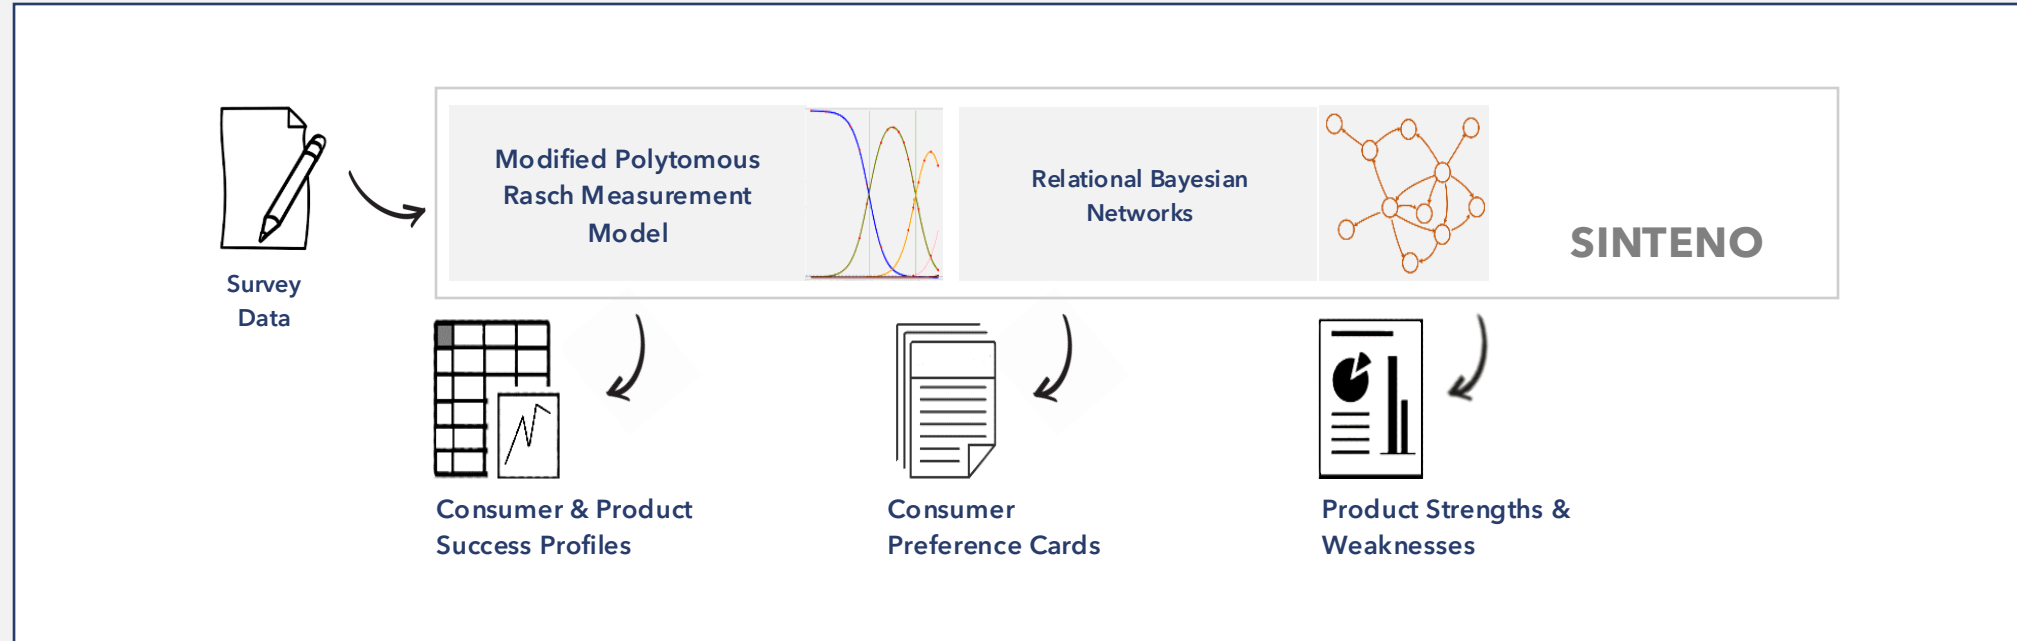 Modified Polytomous
Rasch Measurement
Model
Relational Bayesian
Networks
SINTENO
Survey
Data
Consumer & Product
Success Profiles
Consumer
Preference Cards
Product Strengths &
Weaknesses